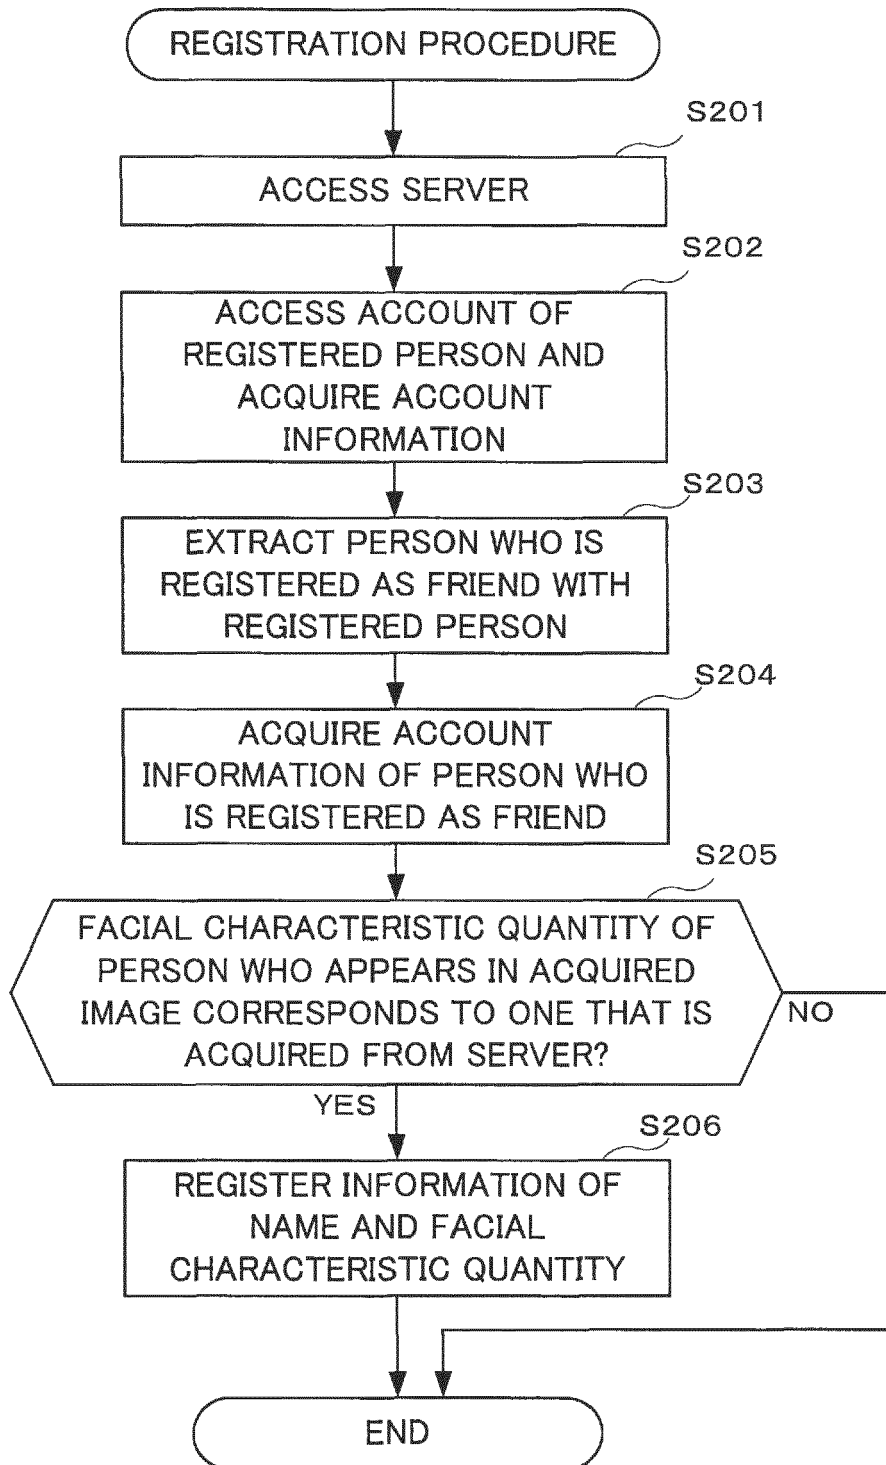 REGISTRATION PROCEDURE
S201
ACCESS SERVER
S202
ACCESS ACCOUNT OF
REGISTERED PERSON AND
ACQUIRE ACCOUNT
INFORMATION
S203
EXTRACT PERSON WHO IS
REGISTERED AS FRIEND WITH
REGISTERED PERSON
S204
ACQUIRE ACCOUNT
INFORMATION OF PERSON WHO
IS REGISTERED AS FRIEND
S205
FACIAL CHARACTERISTIC QUANTITY OF
PERSON WHO APPEARS IN ACQUIRED
IMAGE CORRESPONDS TO ONE THAT IS
ACQUIRED FROM SERVER?
NO
YES
S206
REGISTER INFORMATION OF
NAME AND FACIAL
CHARACTERISTIC QUANTITY
END